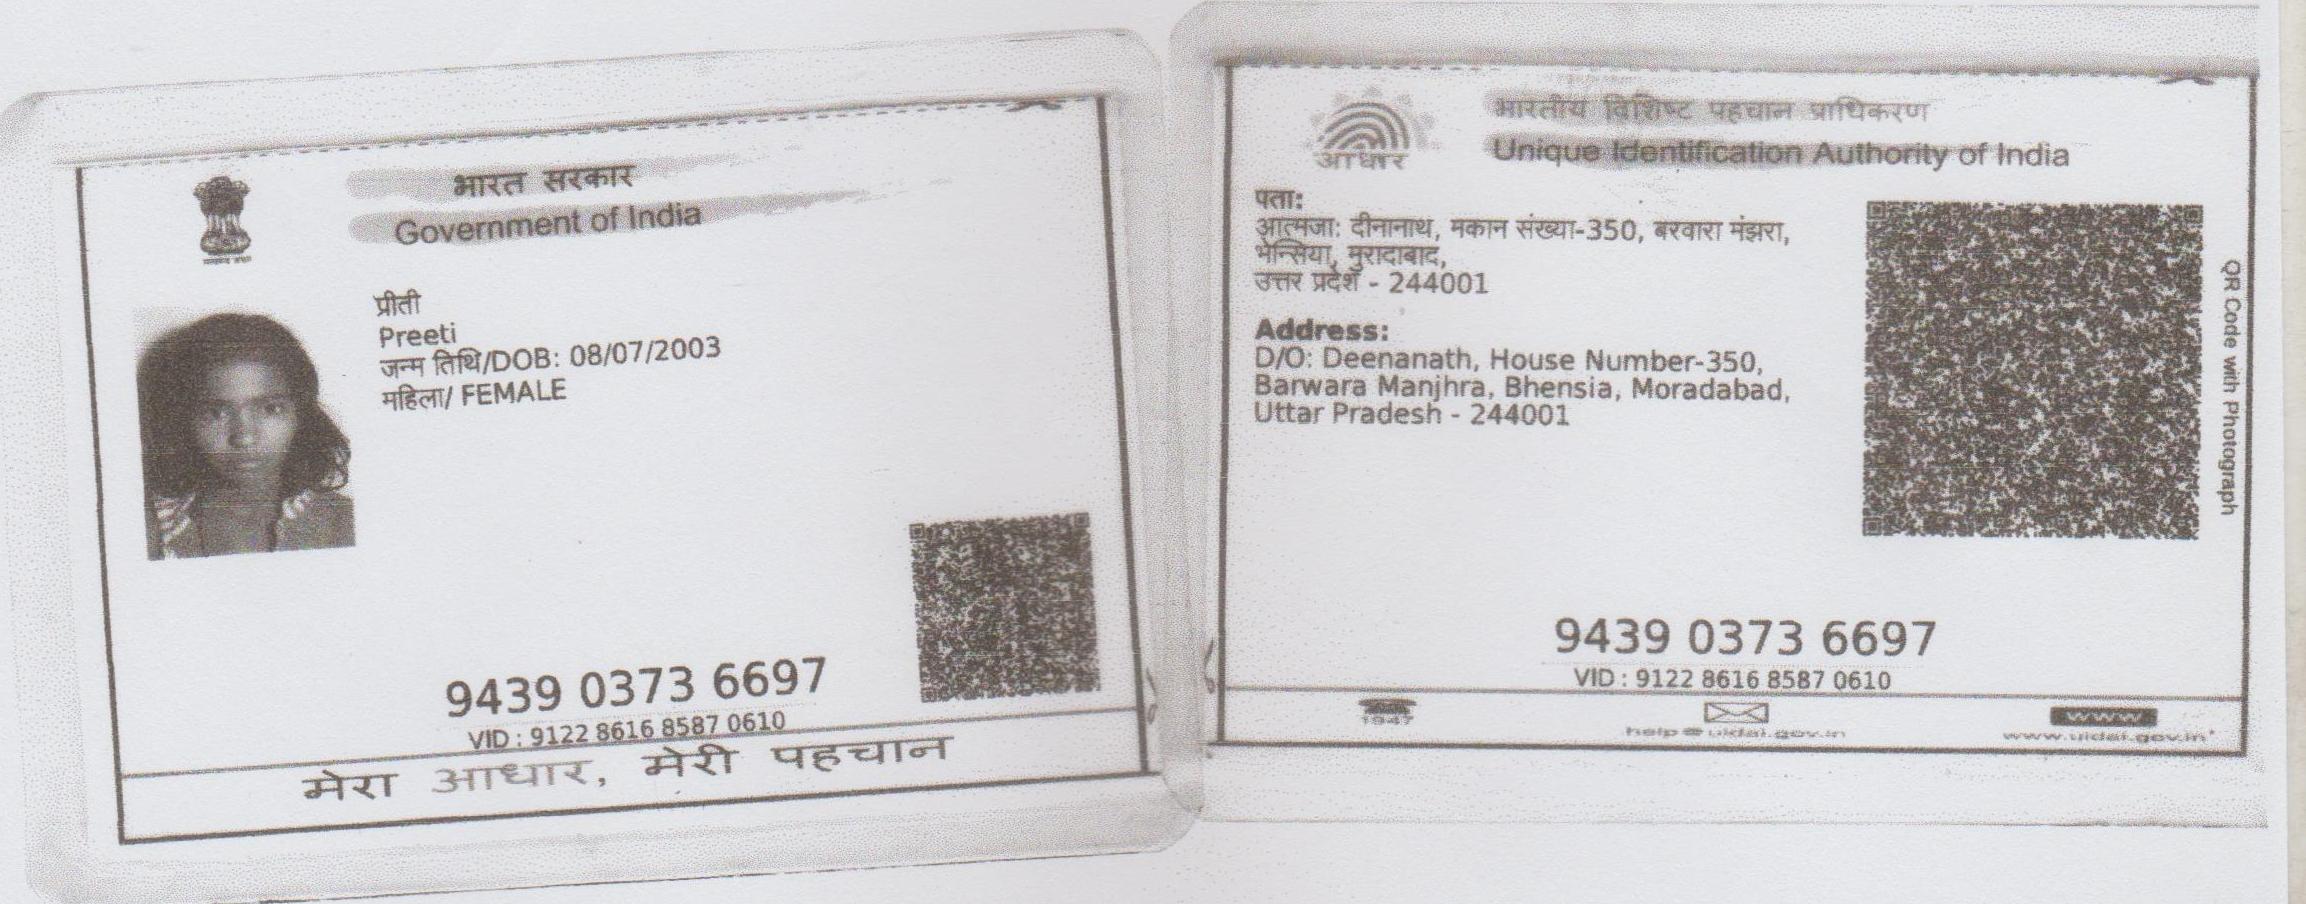 भारत सरकार
Government of India
प्रीती
Preeti
जन्म तिथि/DOB: 08/07/2003
महिला/ FEMALE
9439 0373 6697
VID : 9122 8616 8587 0610
मेरा आधार, मेरी पहचान
भारतीय विशिष्ट पहचान प्राधिकरण
Unique Identification Authority of India
आधार
पता:
आत्मजा: दीनानाथ, मकान संख्या-350, बरवारा मंझरा,
भेन्सिया, मुरादाबाद,
उत्तर प्रदेश - 244001
Address:
D/O: Deenanath, House Number-350,
Barwara Manjhra, Bhensia, Moradabad,
Uttar Pradesh - 244001
QR Code with Photograph
9439 0373 6697
VID : 9122 8616 8587 0610
1947
help@uidai.gov.in
www
www.uidai.gov.in